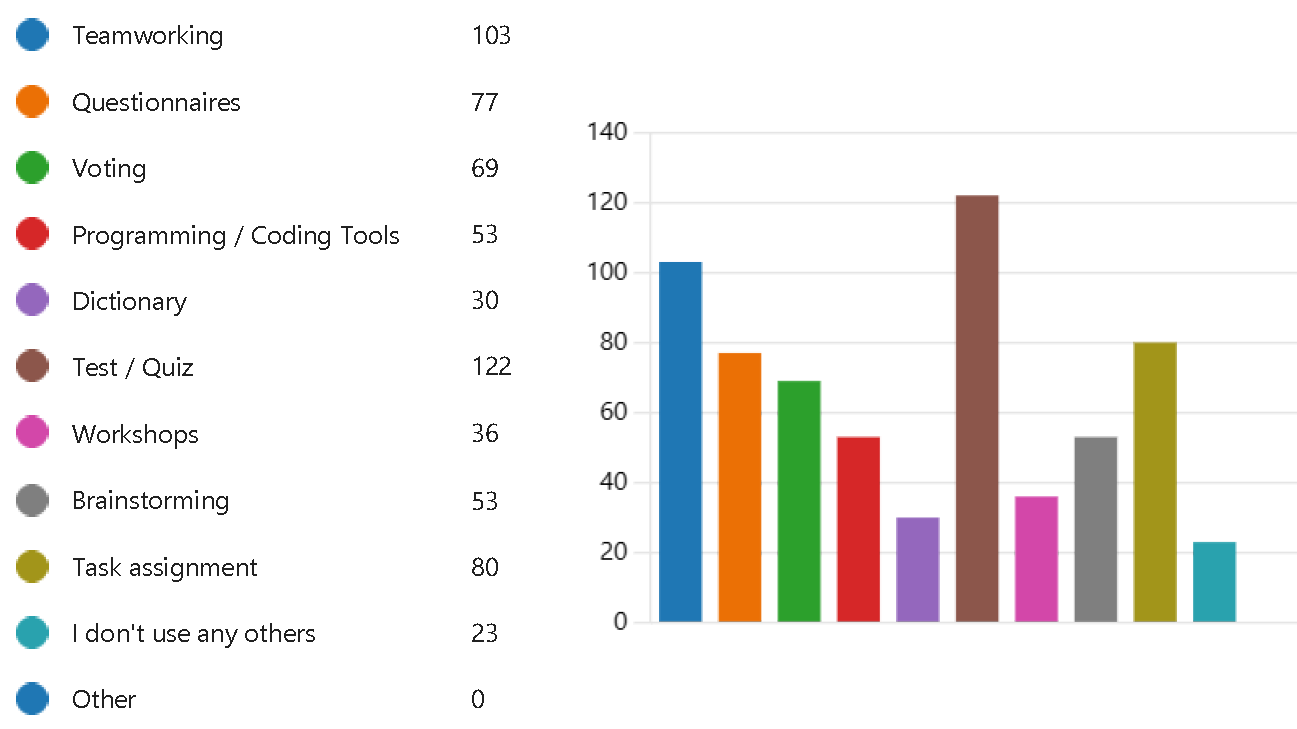 Teamworking 103
Questionnaires 77
Voting 69
Programming / Coding Tools 53
Dictionary 30
Test / Quiz 122
Workshops 36
Brainstorming 53
Task assignment 80
I don't use any others 23
Other 0
140
120
100
80
60
40
20
0